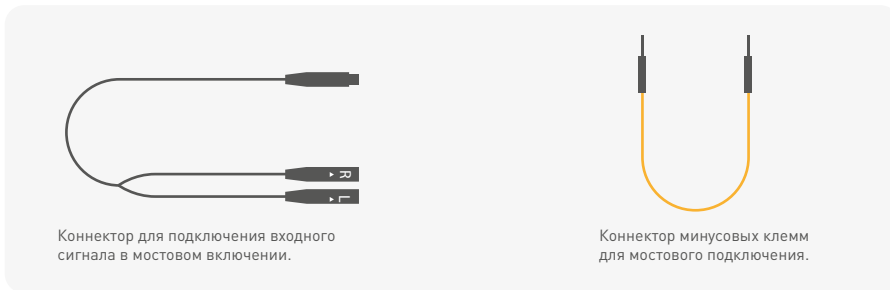 R
L
Коннектор для подключения входного
сигнала в мостовом включении.
Коннектор минусовых клемм
для мостового подключения.